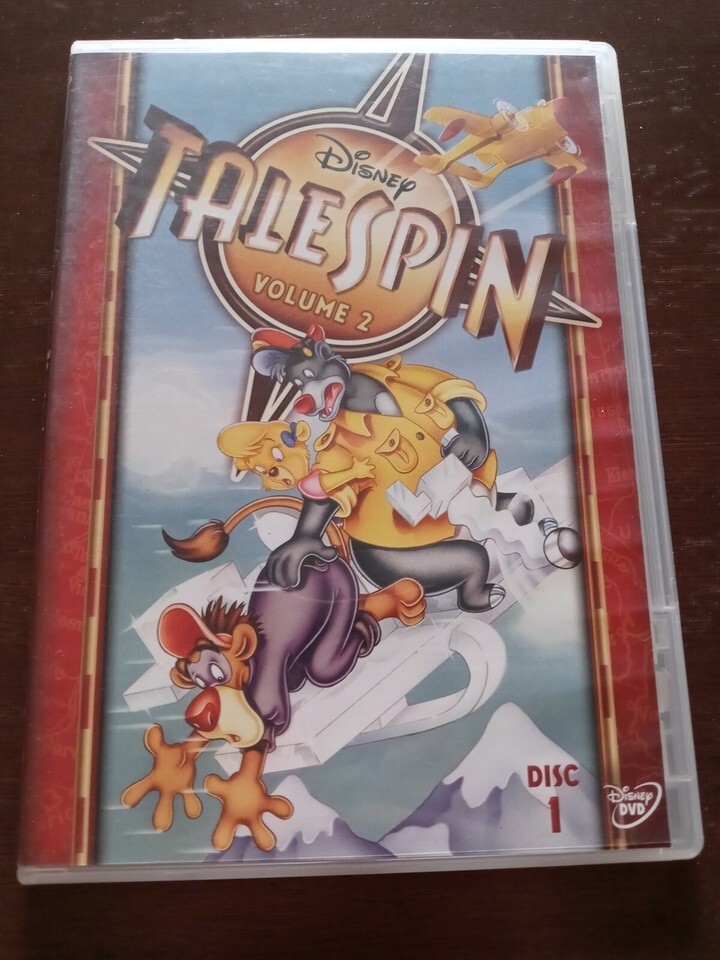 Disney
TALESPIN
VOLUME 2
DISC
1
Disney
DVD